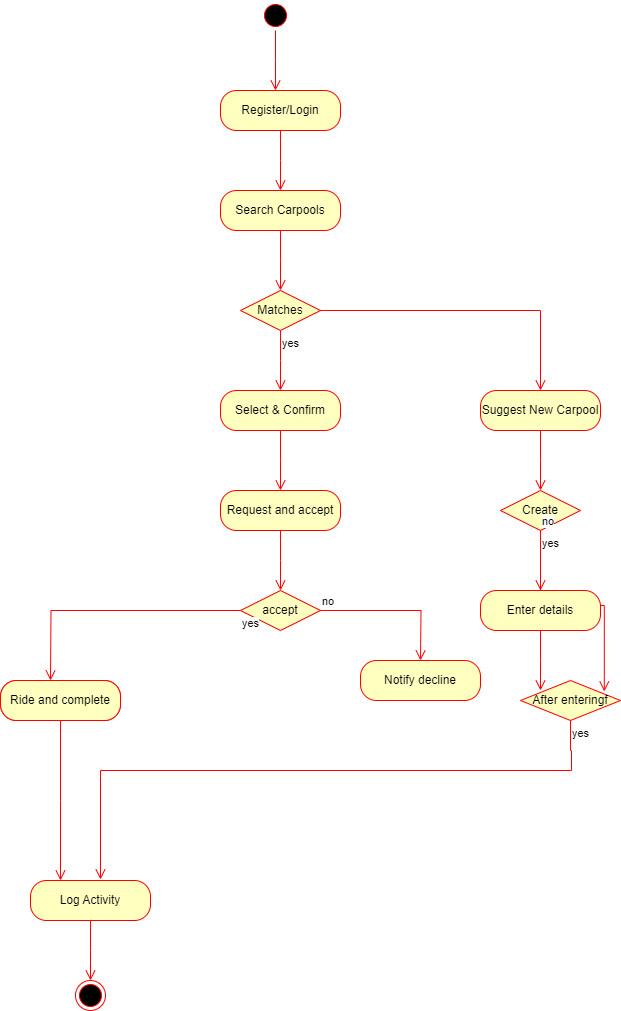 Register/Login
Search Carpools
Matches
yes
Select & Confirm
Suggest New Carpool
Request and accept
Create
no
yes
accept
no
yes
Enter details
Ride and complete
Notify decline
After enteringf
yes
Log Activity